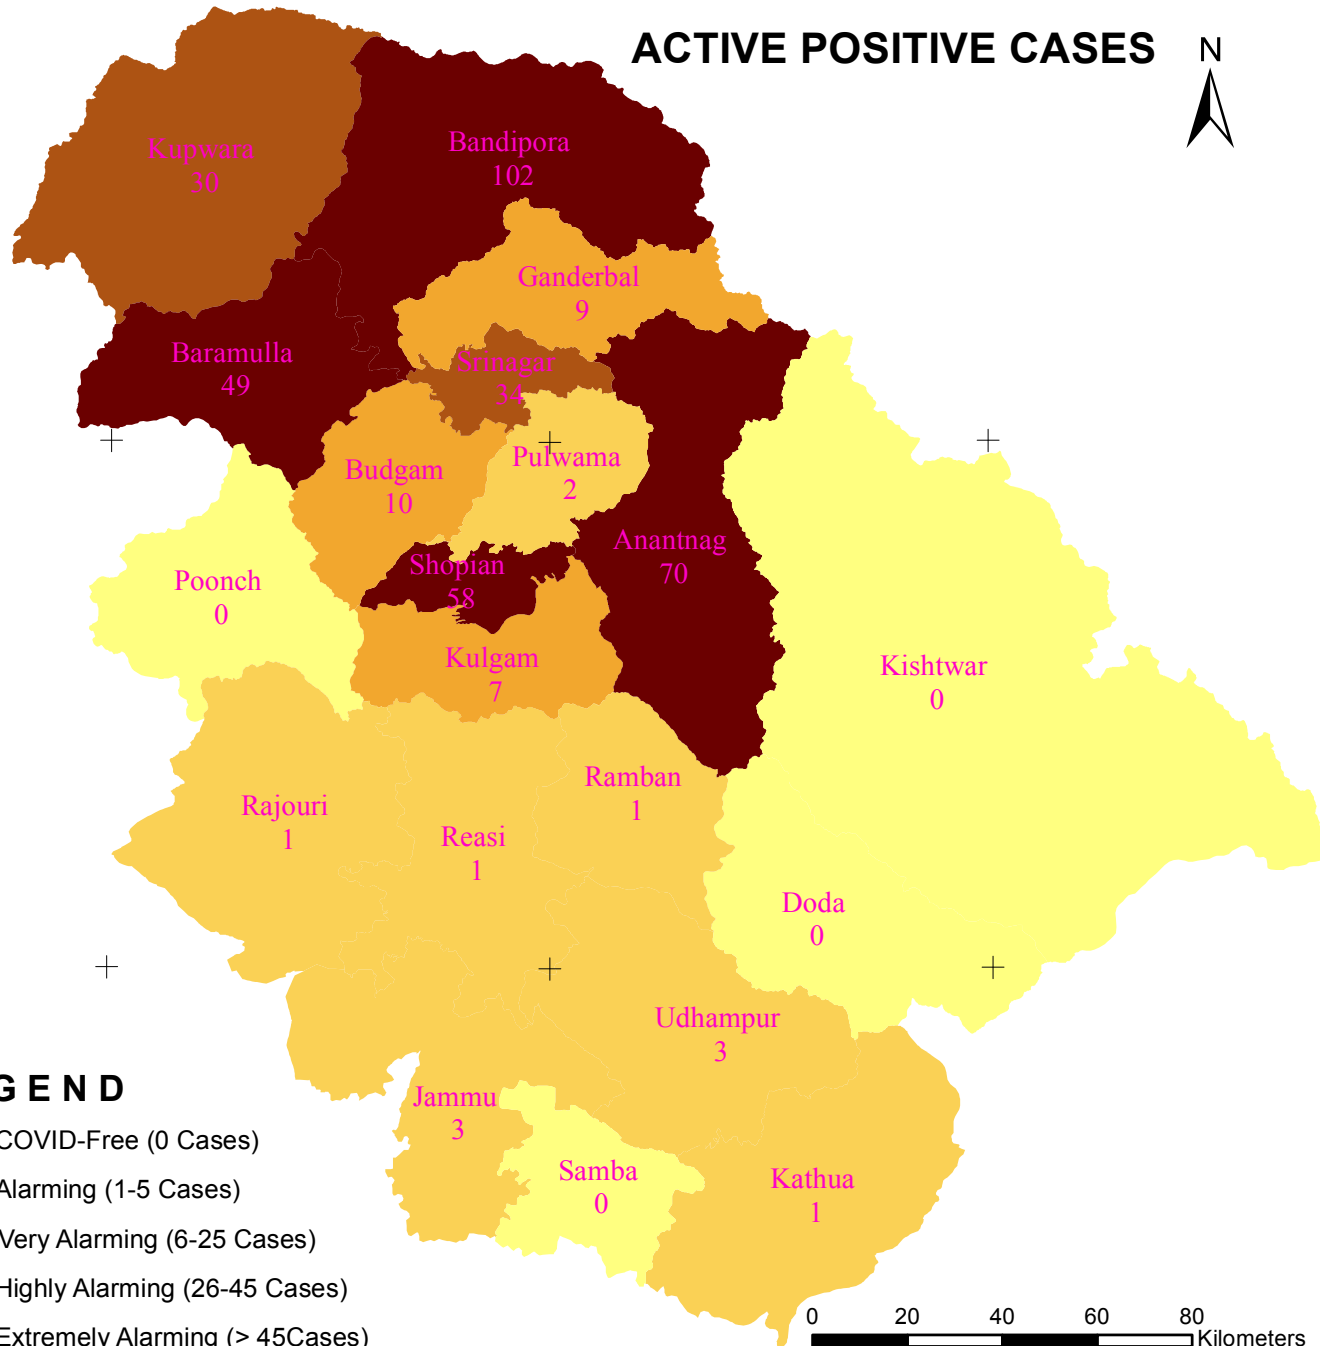 ACTIVE POSITIVE CASES
N
Kupwara
30
Bandipora
102
Ganderbal
9
Baramulla
49
Srinagar
34
Budgam
10
Pulwama
2
Anantnag
70
Shopian
58
Poonch
0
Kulgam
7
Kishtwar
0
Ramban
1
Rajouri
1
Reasi
1
Doda
0
Udhampur
3
Jammu
3
Samba
0
Kathua
1
G E N D
COVID-Free (0 Cases)
Alarming (1-5 Cases)
Very Alarming (6-25 Cases)
Highly Alarming (26-45 Cases)
Extremely Alarming (> 45Cases)
0 20 40 60 80
Kilometers